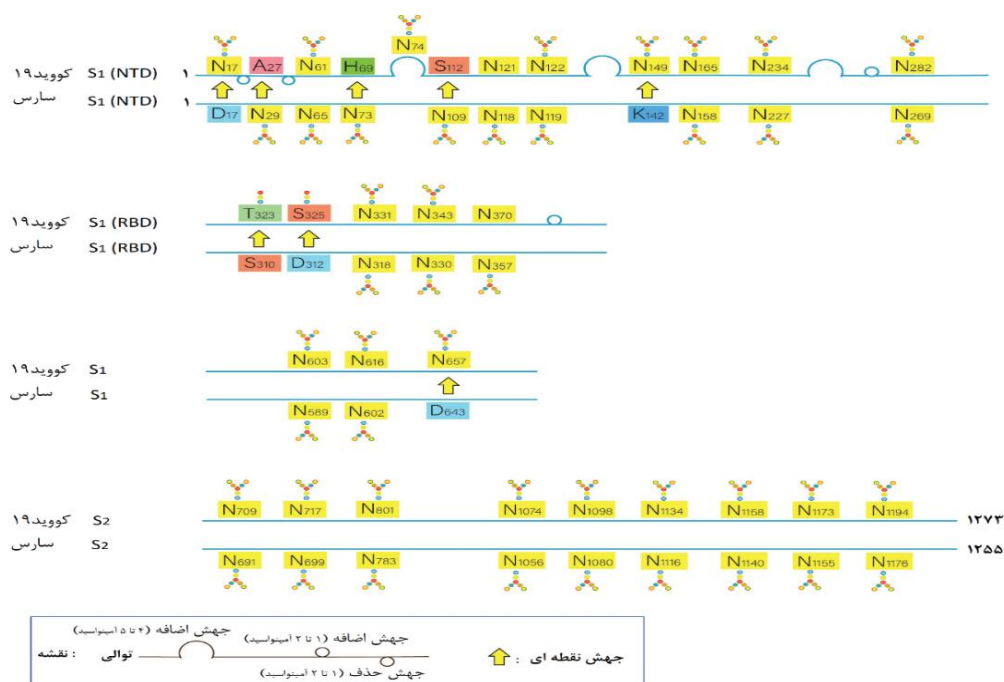 N74
N17 A27 N61 H69 S112 N121 N122 N149 N165 N234 N282
کووید۱۹ S1 (NTD) ۱
سارس S1 (NTD) ۱
D17 N29 N65 N73 N109 N118 N119 K142 N158 N227 N269
T323 S325 N331 N343 N370
کووید۱۹ S1 (RBD)
سارس S1 (RBD)
S310 D312 N318 N330 N357
N603 N616 N657
کووید۱۹ S1
سارس S1
N589 N602 D643
N709 N717 N801 N1074 N1098 N1134 N1158 N1173 N1194
کووید۱۹ S2 ۱۲۷۳
سارس S2 ۱۲۵۵
N691 N699 N783 N1056 N1080 N1116 N1140 N1155 N1176
جهش اضافه (۴ تا ۵ آمینواسید)
جهش اضافه (۱ تا ۲ آمینواسید)
نقشه : توالی
جهش حذف (۱ تا ۲ آمینواسید)
جهش نقطه ای :